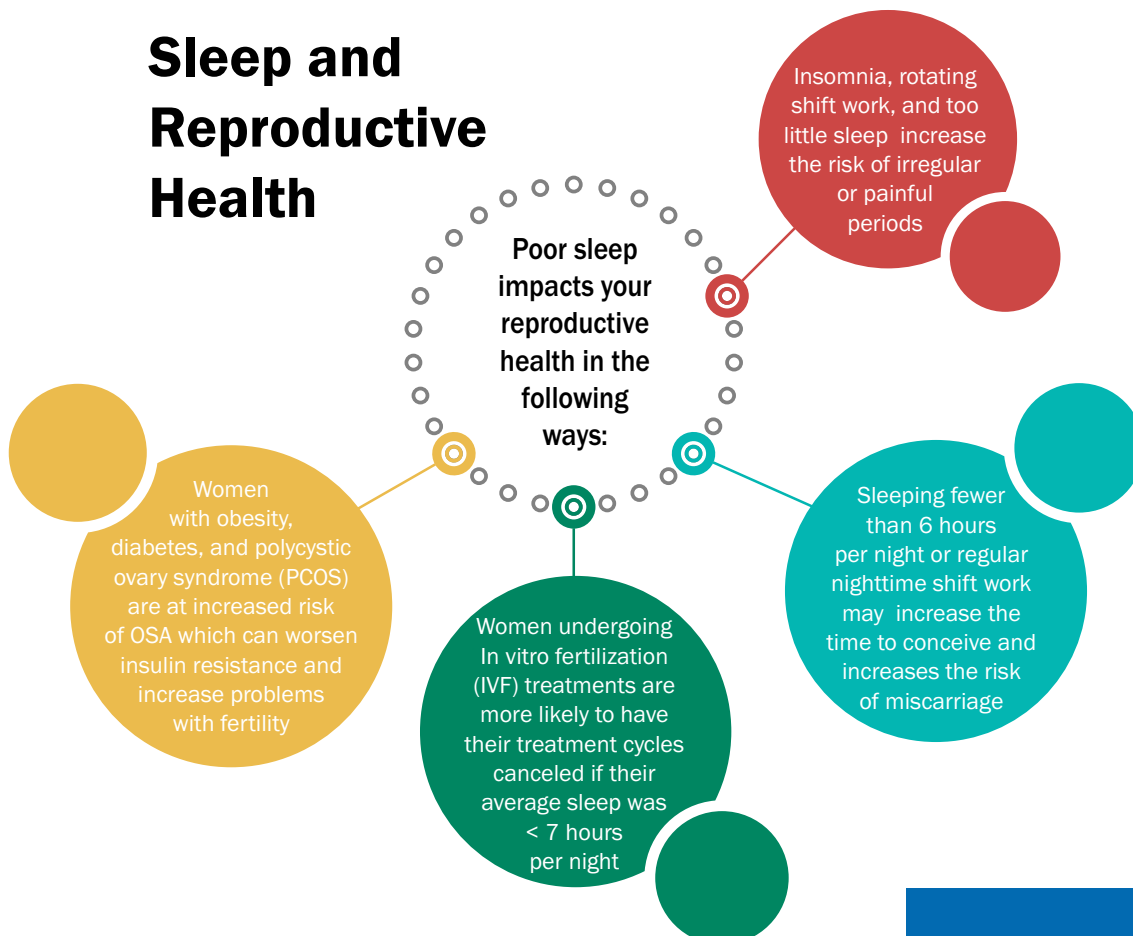 Sleep and
Reproductive
Health
Poor sleep
impacts your
reproductive
health in the
following
ways:
Insomnia, rotating
shift work, and too
little sleep increase
the risk of irregular
or painful
periods
Sleeping fewer
than 6 hours
per night or regular
nighttime shift work
may increase the
time to conceive and
increases the risk
of miscarriage
Women undergoing
In vitro fertilization
(IVF) treatments are
more likely to have
their treatment cycles
canceled if their
average sleep was
< 7 hours
per night
Women
with obesity,
diabetes, and polycystic
ovary syndrome (PCOS)
are at increased risk
of OSA which can worsen
insulin resistance and
increase problems
with fertility